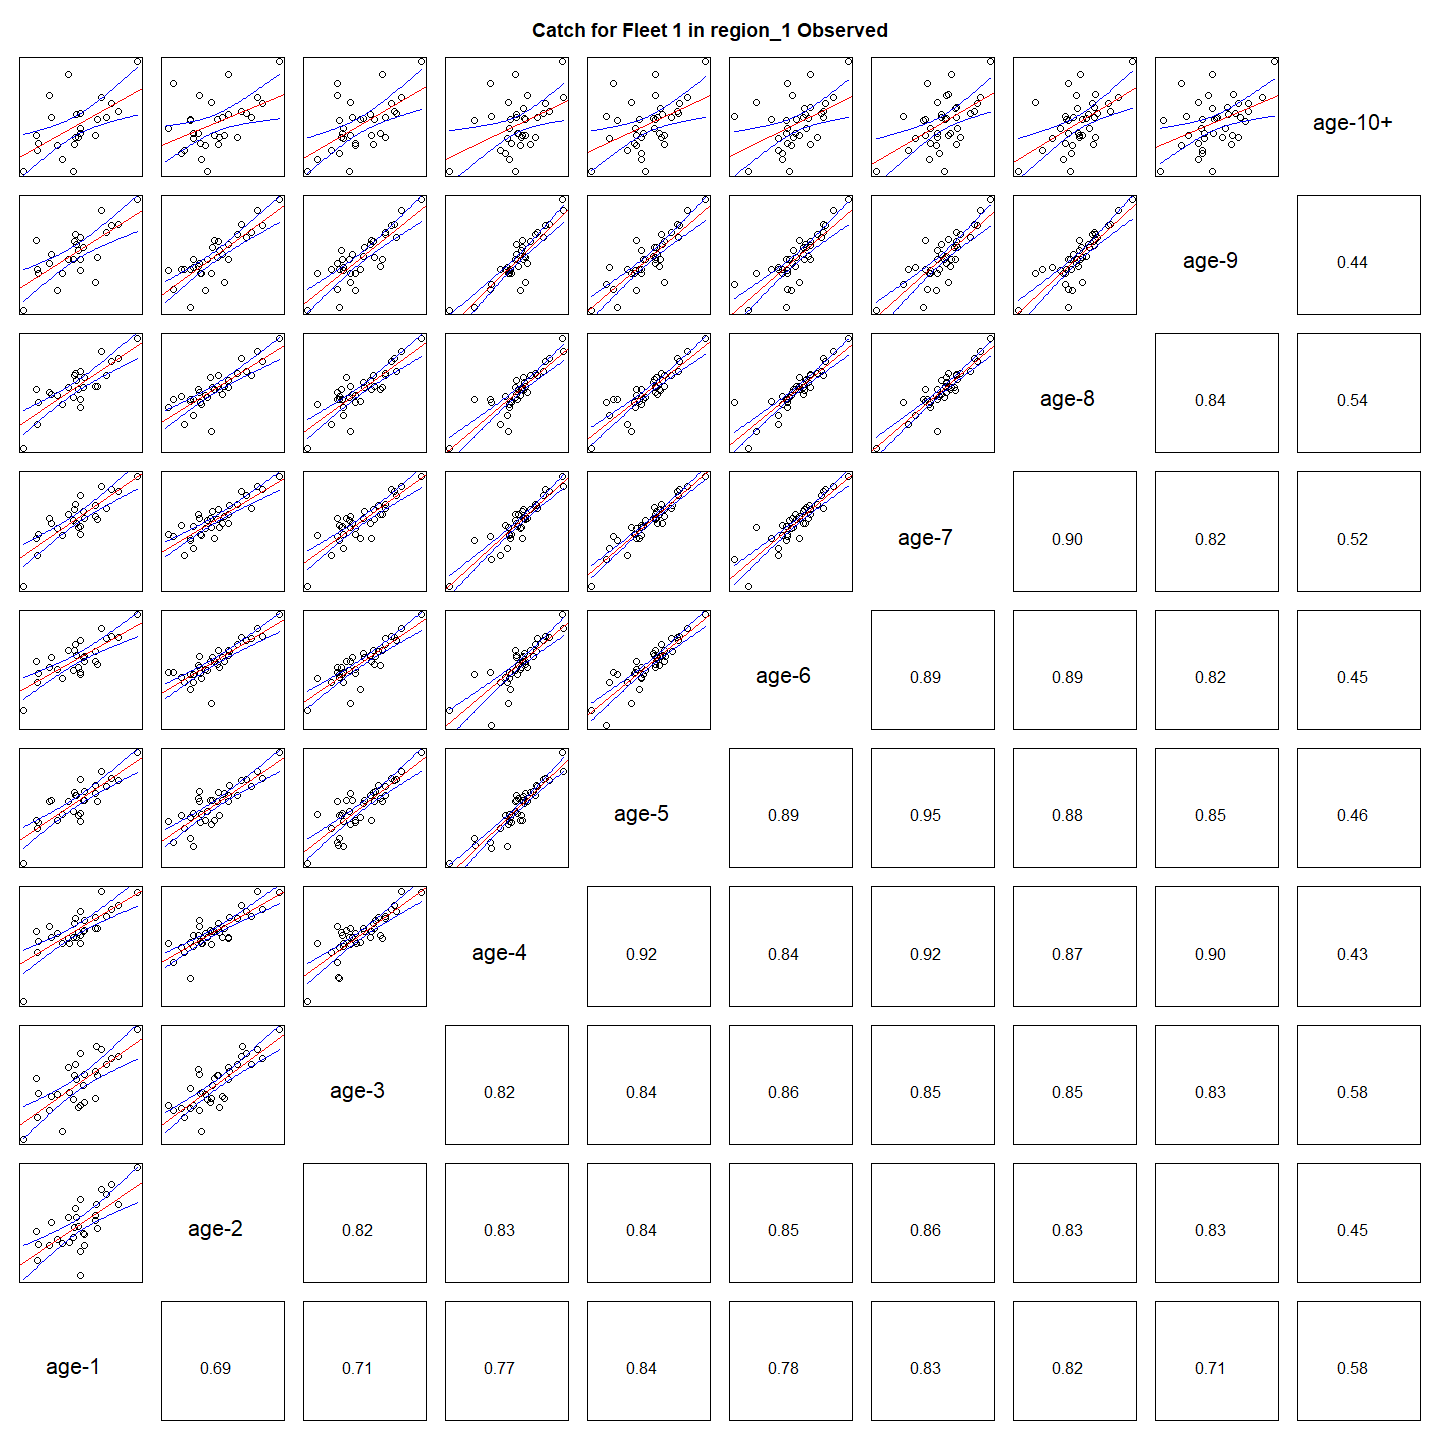 Catch for Fleet 1 in region_1 Observed
age-10+
age-9 0.44
age-8 0.84 0.54
age-7 0.90 0.82 0.52
age-6 0.89 0.89 0.82 0.45
age-5 0.89 0.95 0.88 0.85 0.46
age-4 0.92 0.84 0.92 0.87 0.90 0.43
age-3 0.82 0.84 0.86 0.85 0.85 0.83 0.58
age-2 0.82 0.83 0.84 0.85 0.86 0.83 0.83 0.45
age-1 0.69 0.71 0.77 0.84 0.78 0.83 0.82 0.71 0.58